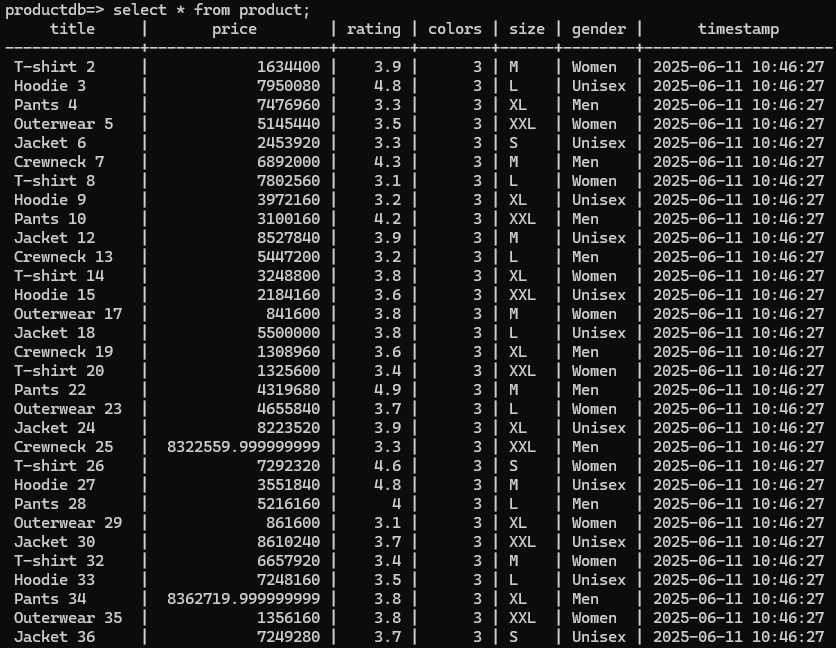 productdb=> select * from product;
title | price | rating | colors | size | gender | timestamp
T-shirt 2 | 1634400 | 3.9 | 3 | M | Women | 2025-06-11 10:46:27
Hoodie 3 | 7950080 | 4.8 | 3 | L | Unisex | 2025-06-11 10:46:27
Pants 4 | 7476960 | 3.3 | 3 | XL | Men | 2025-06-11 10:46:27
Outerwear 5 | 5145440 | 3.5 | 3 | XXL | Women | 2025-06-11 10:46:27
Jacket 6 | 2453920 | 3.3 | 3 | S | Unisex | 2025-06-11 10:46:27
Crewneck 7 | 6892000 | 4.3 | 3 | M | Men | 2025-06-11 10:46:27
T-shirt 8 | 7802560 | 3.1 | 3 | L | Women | 2025-06-11 10:46:27
Hoodie 9 | 3972160 | 3.2 | 3 | XL | Unisex | 2025-06-11 10:46:27
Pants 10 | 3100160 | 4.2 | 3 | XXL | Men | 2025-06-11 10:46:27
Jacket 12 | 8527840 | 3.9 | 3 | M | Unisex | 2025-06-11 10:46:27
Crewneck 13 | 5447200 | 3.2 | 3 | L | Men | 2025-06-11 10:46:27
T-shirt 14 | 3248800 | 3.8 | 3 | XL | Women | 2025-06-11 10:46:27
Hoodie 15 | 2184160 | 3.6 | 3 | XXL | Unisex | 2025-06-11 10:46:27
Outerwear 17 | 841600 | 3.8 | 3 | M | Women | 2025-06-11 10:46:27
Jacket 18 | 5500000 | 3.8 | 3 | L | Unisex | 2025-06-11 10:46:27
Crewneck 19 | 1308960 | 3.6 | 3 | XL | Men | 2025-06-11 10:46:27
T-shirt 20 | 1325600 | 3.4 | 3 | XXL | Women | 2025-06-11 10:46:27
Pants 22 | 4319680 | 4.9 | 3 | M | Men | 2025-06-11 10:46:27
Outerwear 23 | 4655840 | 3.7 | 3 | L | Women | 2025-06-11 10:46:27
Jacket 24 | 8223520 | 3.9 | 3 | XL | Unisex | 2025-06-11 10:46:27
Crewneck 25 | 8322559.999999999 | 3.3 | 3 | XXL | Men | 2025-06-11 10:46:27
T-shirt 26 | 7292320 | 4.6 | 3 | S | Women | 2025-06-11 10:46:27
Hoodie 27 | 3551840 | 4.8 | 3 | M | Unisex | 2025-06-11 10:46:27
Pants 28 | 5216160 | 4 | 3 | L | Men | 2025-06-11 10:46:27
Outerwear 29 | 861600 | 3.1 | 3 | XL | Women | 2025-06-11 10:46:27
Jacket 30 | 8610240 | 3.7 | 3 | XXL | Unisex | 2025-06-11 10:46:27
T-shirt 32 | 6657920 | 3.4 | 3 | M | Women | 2025-06-11 10:46:27
Hoodie 33 | 7248160 | 3.5 | 3 | L | Unisex | 2025-06-11 10:46:27
Pants 34 | 8362719.999999999 | 3.8 | 3 | XL | Men | 2025-06-11 10:46:27
Outerwear 35 | 1356160 | 3.8 | 3 | XXL | Women | 2025-06-11 10:46:27
Jacket 36 | 7249280 | 3.7 | 3 | S | Unisex | 2025-06-11 10:46:27